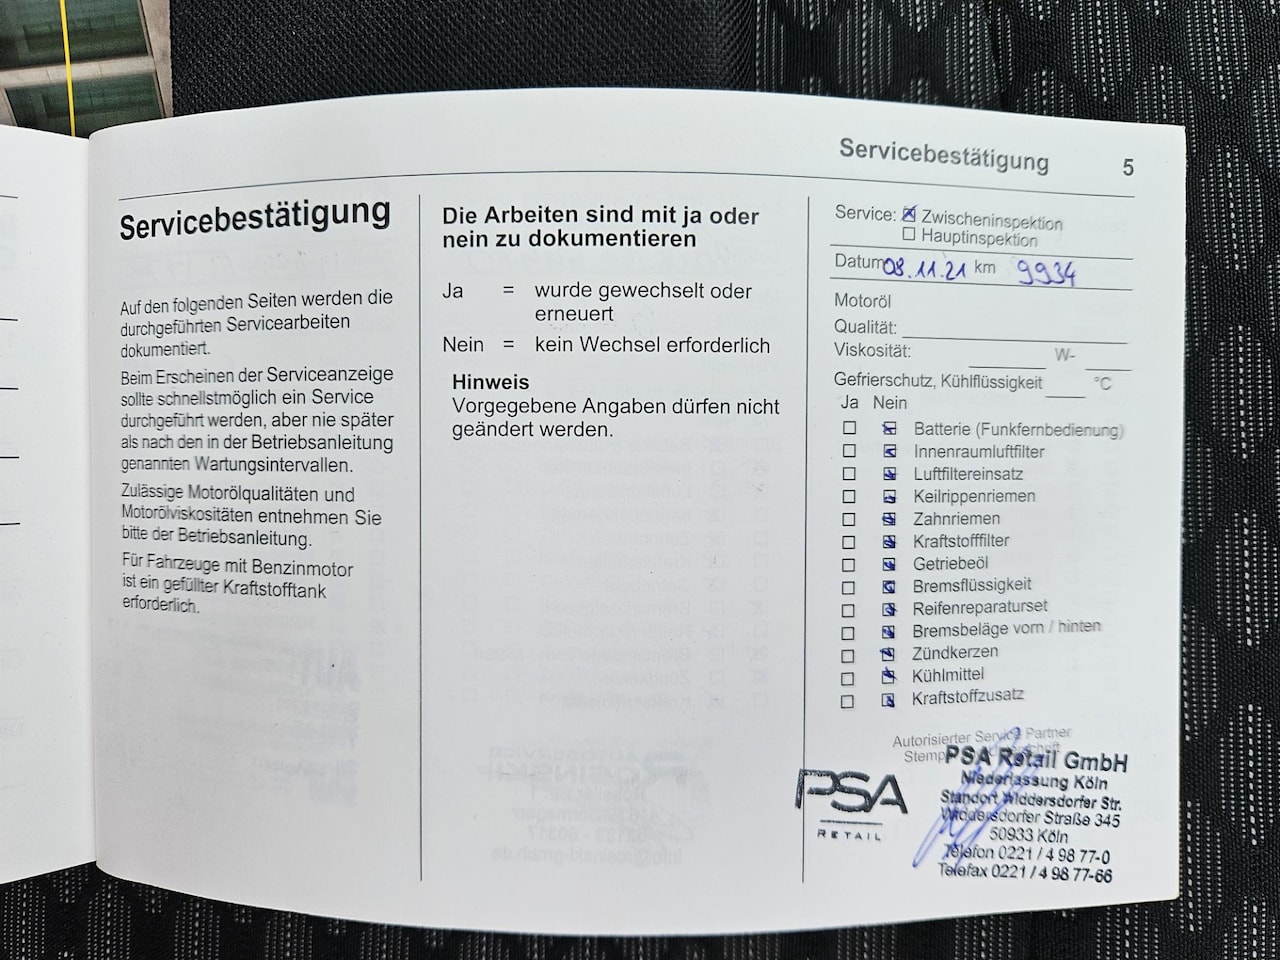 Servicebestätigung 5
Servicebestätigung
Auf den folgenden Seiten werden die
durchgeführten Servicearbeiten
dokumentiert.
Beim Erscheinen der Serviceanzeige
sollte schnellstmöglich ein Service
durchgeführt werden, aber nie später
als nach den in der Betriebsanleitung
genannten Wartungsintervallen.
Zulässige Motorölqualitäten und
Motorölviskositäten entnehmen Sie
bitte der Betriebsanleitung.
Für Fahrzeuge mit Benzinmotor
ist ein gefüllter Kraftstofftank
erforderlich.
Die Arbeiten sind mit ja oder
nein zu dokumentieren
Ja = wurde gewechselt oder
erneuert
Nein = kein Wechsel erforderlich
Hinweis
Vorgegebene Angaben dürfen nicht
geändert werden.
Service: Zwischeninspektion
Hauptinspektion
Datum 08.11.21 km 9934
Motoröl
Qualität:
Viskosität: W-
Gefrierschutz, Kühlflüssigkeit °C
Ja Nein
Batterie (Funkfernbedienung)
Innenraumluftfilter
Luftfiltereinsatz
Keilrippenriemen
Zahnriemen
Kraftstofffilter
Getriebeöl
Bremsflüssigkeit
Reifenreparaturset
Bremsbeläge vorn / hinten
Zündkerzen
Kühlmittel
Kraftstoffzusatz
Autorisierter Service Partner
PSA
RETAIL
PSA Retail GmbH
Niederlassung Köln
Standort Widdersdorfer Str.
Widdersdorfer Straße 345
50933 Köln
Telefon 0221 / 4 98 77-0
Telefax 0221 / 4 98 77-66